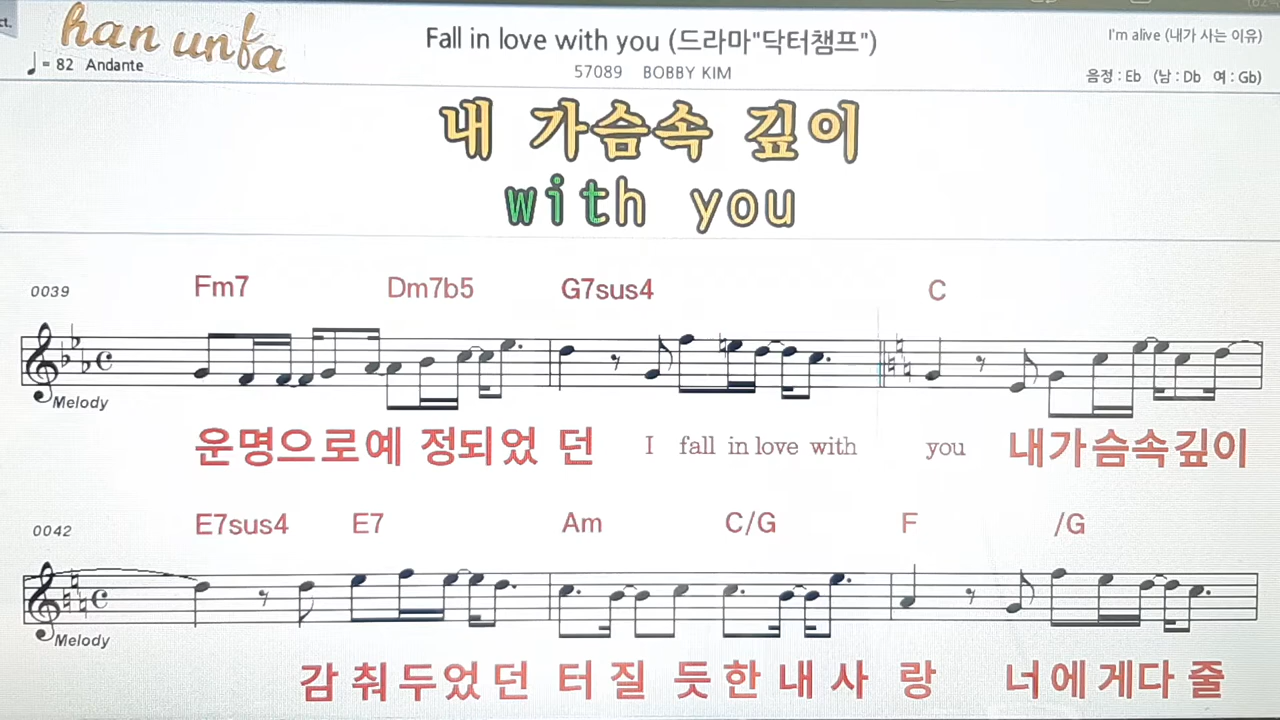 ct.
han unfa
Fall in love with you (드라마"닥터챔프")
I'm alive (내가 사는 이유)
♩= 82 Andante
57089 BOBBY KIM
음정 : Eb (남 : Db 여 : Gb)
내 가슴속 깊이
with you
0039 Fm7 Dm7b5 G7sus4 C
Melody
운명으로예 정되었 던 I fall in love with you 내가슴속깊이
0042 E7sus4 E7 Am C/G F /G
Melody
감춰두었던 터질 듯한 내사 랑 너에게다 줄